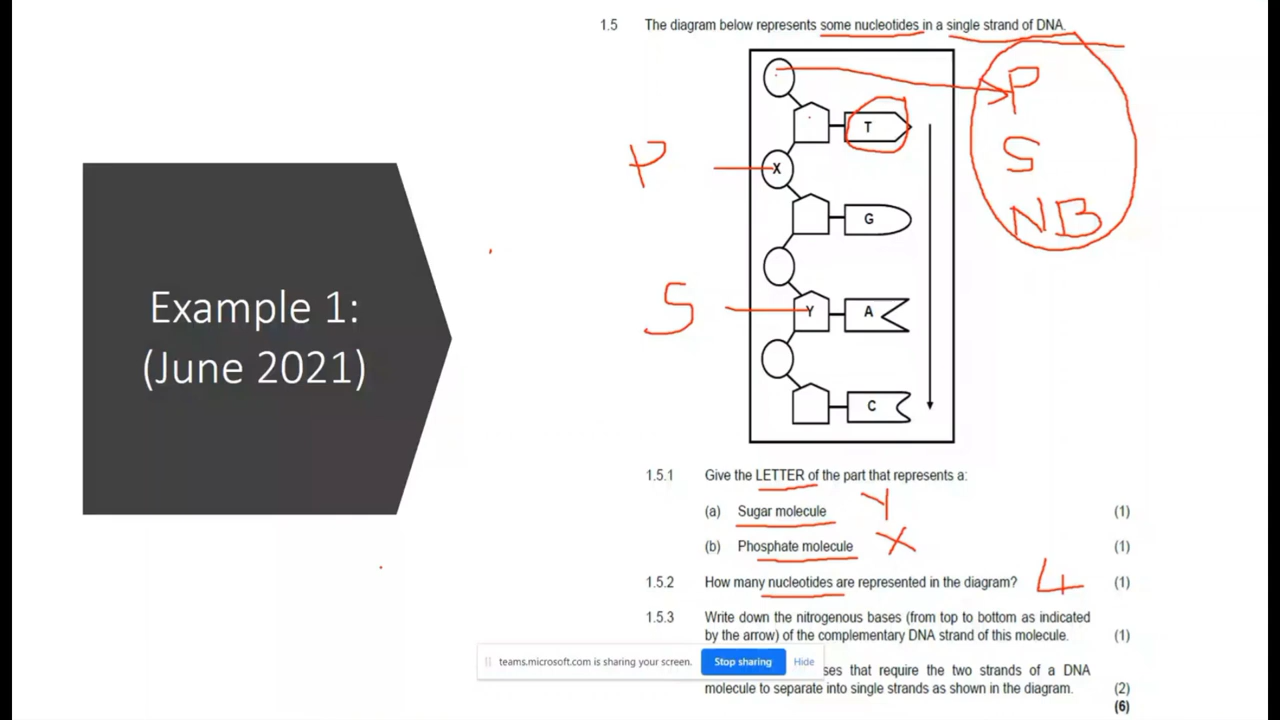 1.5 The diagram below represents some nucleotides in a single strand of DNA.
P
T
P
X
S
G
NB
Example 1:
(June 2021)
S
Y
A
C
1.5.1 Give the LETTER of the part that represents a:
(a) Sugar molecule Y (1)
(b) Phosphate molecule X (1)
1.5.2 How many nucleotides are represented in the diagram? 4 (1)
1.5.3 Write down the nitrogenous bases (from top to bottom as indicated
by the arrow) of the complementary DNA strand of this molecule. (1)
teams.microsoft.com is sharing your screen. Stop sharing Hide
that require the two strands of a DNA
molecule to separate into single strands as shown in the diagram. (2)
(6)